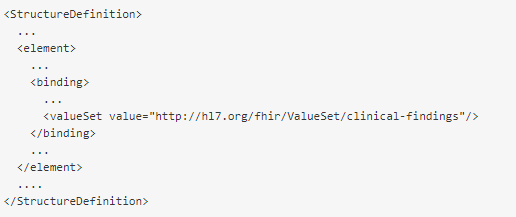 <StructureDefinition>
  ...
  <element>
    ...
    <binding>
      ...
      <valueSet value="http://hl7.org/fhir/ValueSet/clinical-findings"/>
    </binding>
    ...
  </element>
  ....
</StructureDefinition>